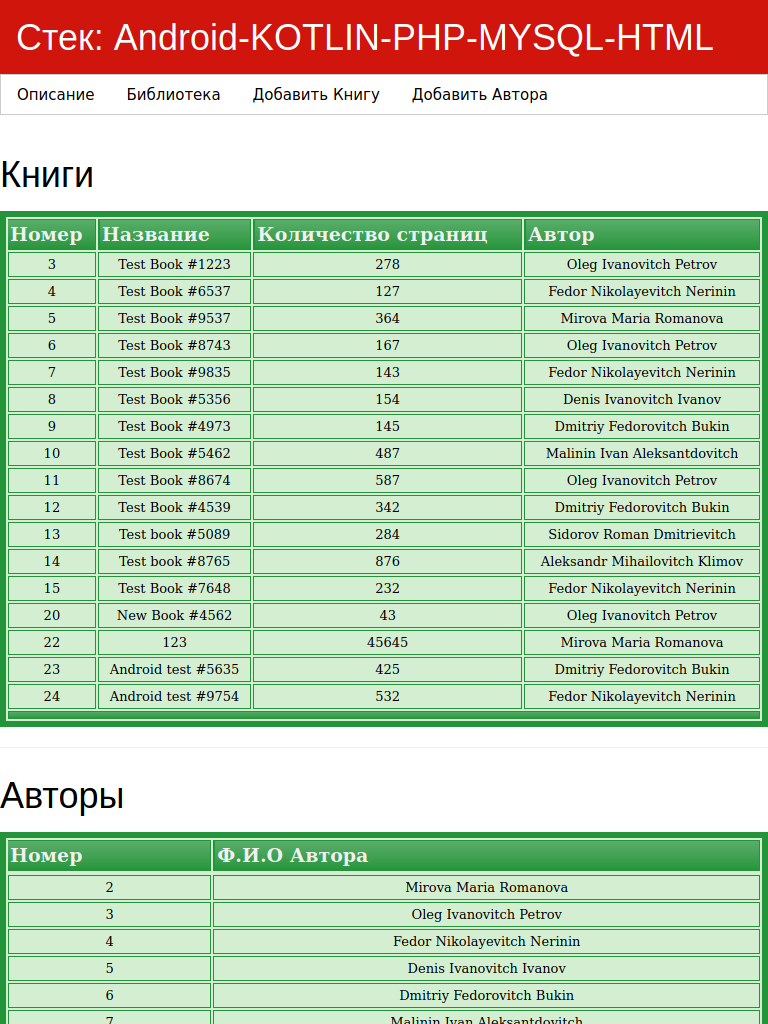 Стек: Android-KOTLIN-PHP-MYSQL-HTML
Описание Библиотека Добавить Книгу Добавить Автора
Книги
Номер Название Количество страниц Автор
3 Test Book #1223 278 Oleg Ivanovitch Petrov
4 Test Book #6537 127 Fedor Nikolayevitch Nerinin
5 Test Book #9537 364 Mirova Maria Romanova
6 Test Book #8743 167 Oleg Ivanovitch Petrov
7 Test Book #9835 143 Fedor Nikolayevitch Nerinin
8 Test Book #5356 154 Denis Ivanovitch Ivanov
9 Test Book #4973 145 Dmitriy Fedorovitch Bukin
10 Test Book #5462 487 Malinin Ivan Aleksantdovitch
11 Test Book #8674 587 Oleg Ivanovitch Petrov
12 Test Book #4539 342 Dmitriy Fedorovitch Bukin
13 Test Book #5089 284 Sidorov Roman Dmitrievitch
14 Test book #8765 876 Aleksandr Mihailovitch Klimov
15 Test Book #7648 232 Fedor Nikolayevitch Nerinin
20 New Book #4562 43 Oleg Ivanovitch Petrov
22 123 45645 Mirova Maria Romanova
23 Android test #5635 425 Dmitriy Fedorovitch Bukin
24 Android test #9754 532 Fedor Nikolayevitch Nerinin
Авторы
Номер Ф.И.О Автора
2 Mirova Maria Romanova
3 Oleg Ivanovitch Petrov
4 Fedor Nikolayevitch Nerinin
5 Denis Ivanovitch Ivanov
6 Dmitriy Fedorovitch Bukin
7 Malinin Ivan Aleksantdovitch